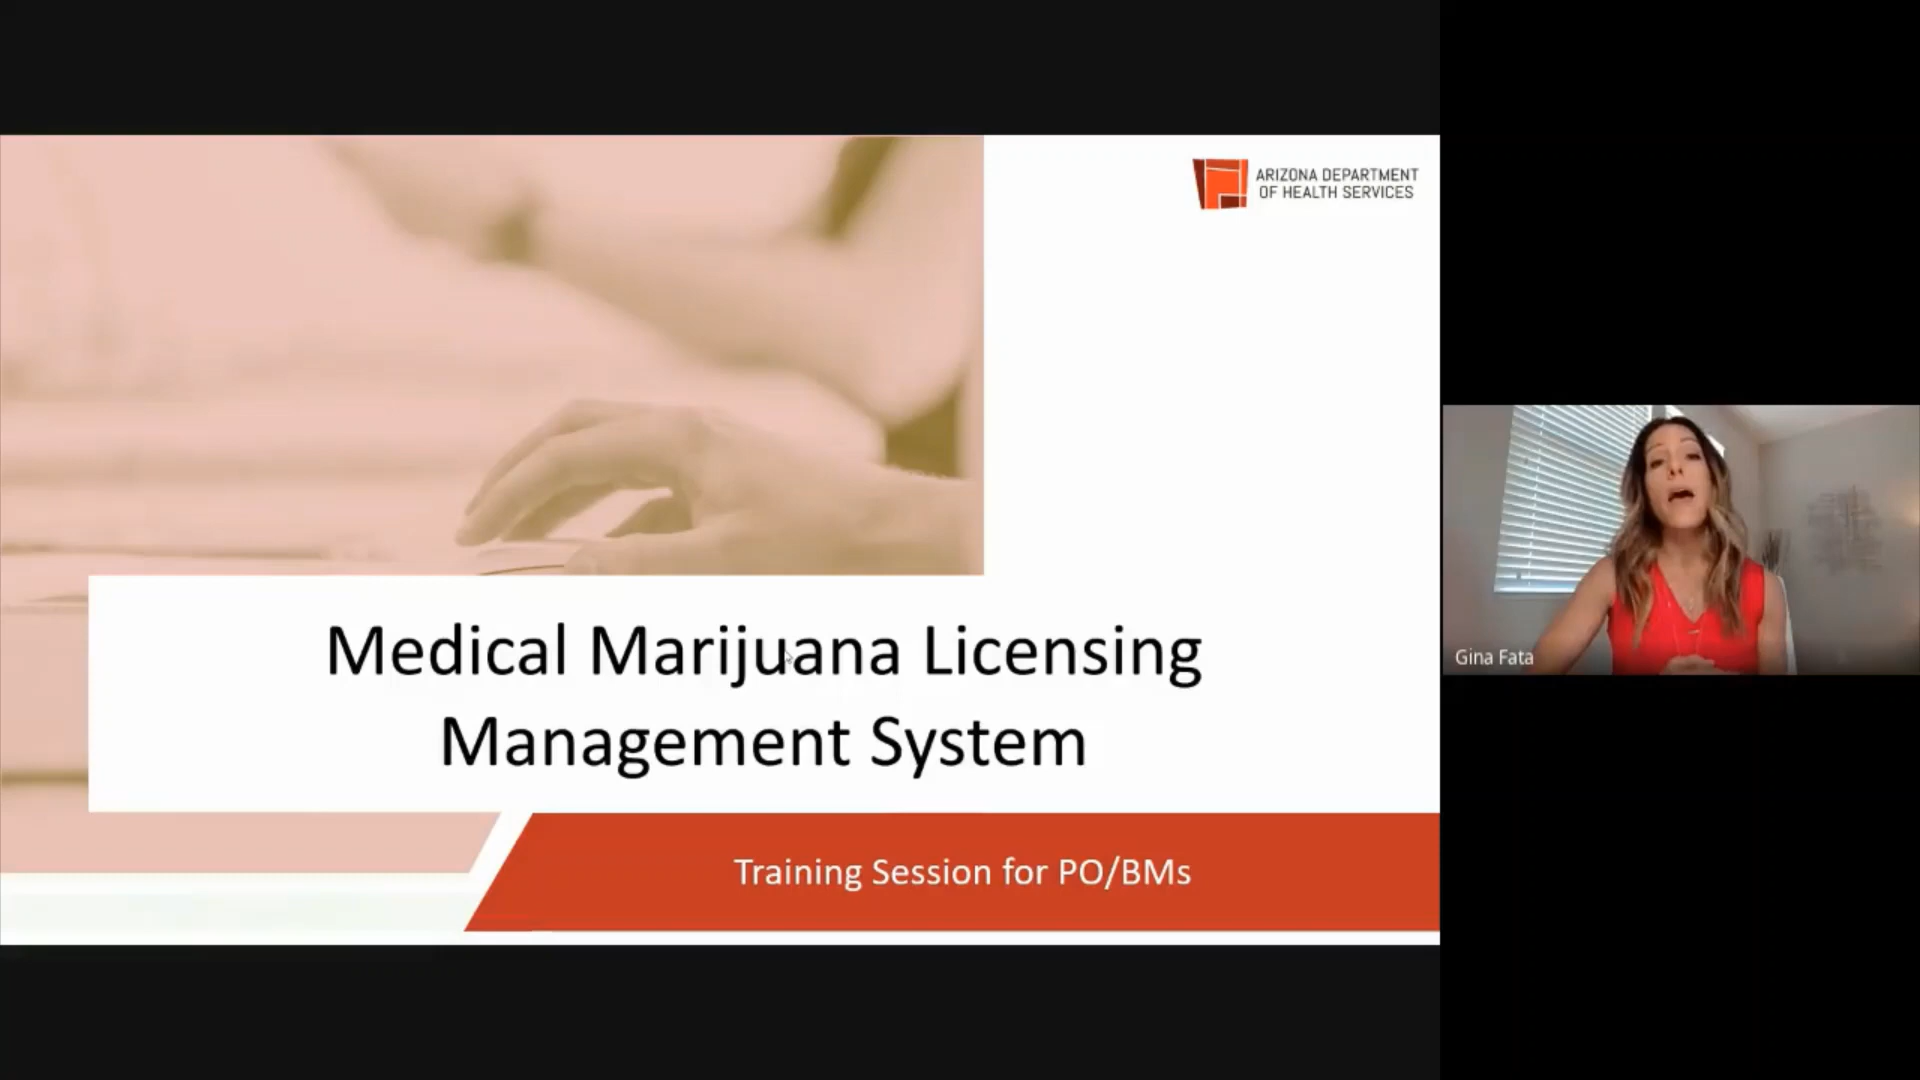 ARIZONA DEPARTMENT
OF HEALTH SERVICES
Medical Marijuana Licensing
Management System
Training Session for PO/BMs
Gina Fata